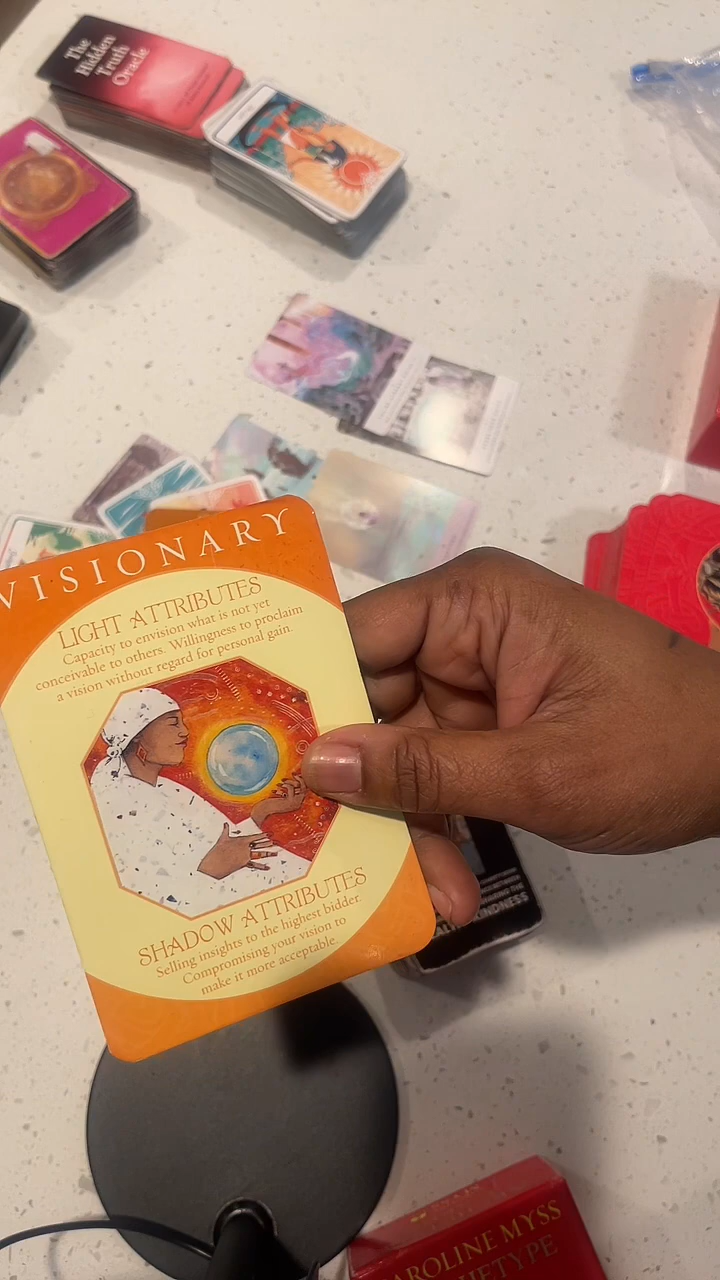 The
Hidden
Truth
Oracle
VISIONARY
LIGHT ATTRIBUTES
Capacity to envision what is not yet
conceivable to others. Willingness to proclaim
a vision without regard for personal gain.
SHADOW ATTRIBUTES
Selling insights to the highest bidder.
Compromising your vision to
make it more acceptable.
KINDNESS
AROLINE MYSS
HETYPE